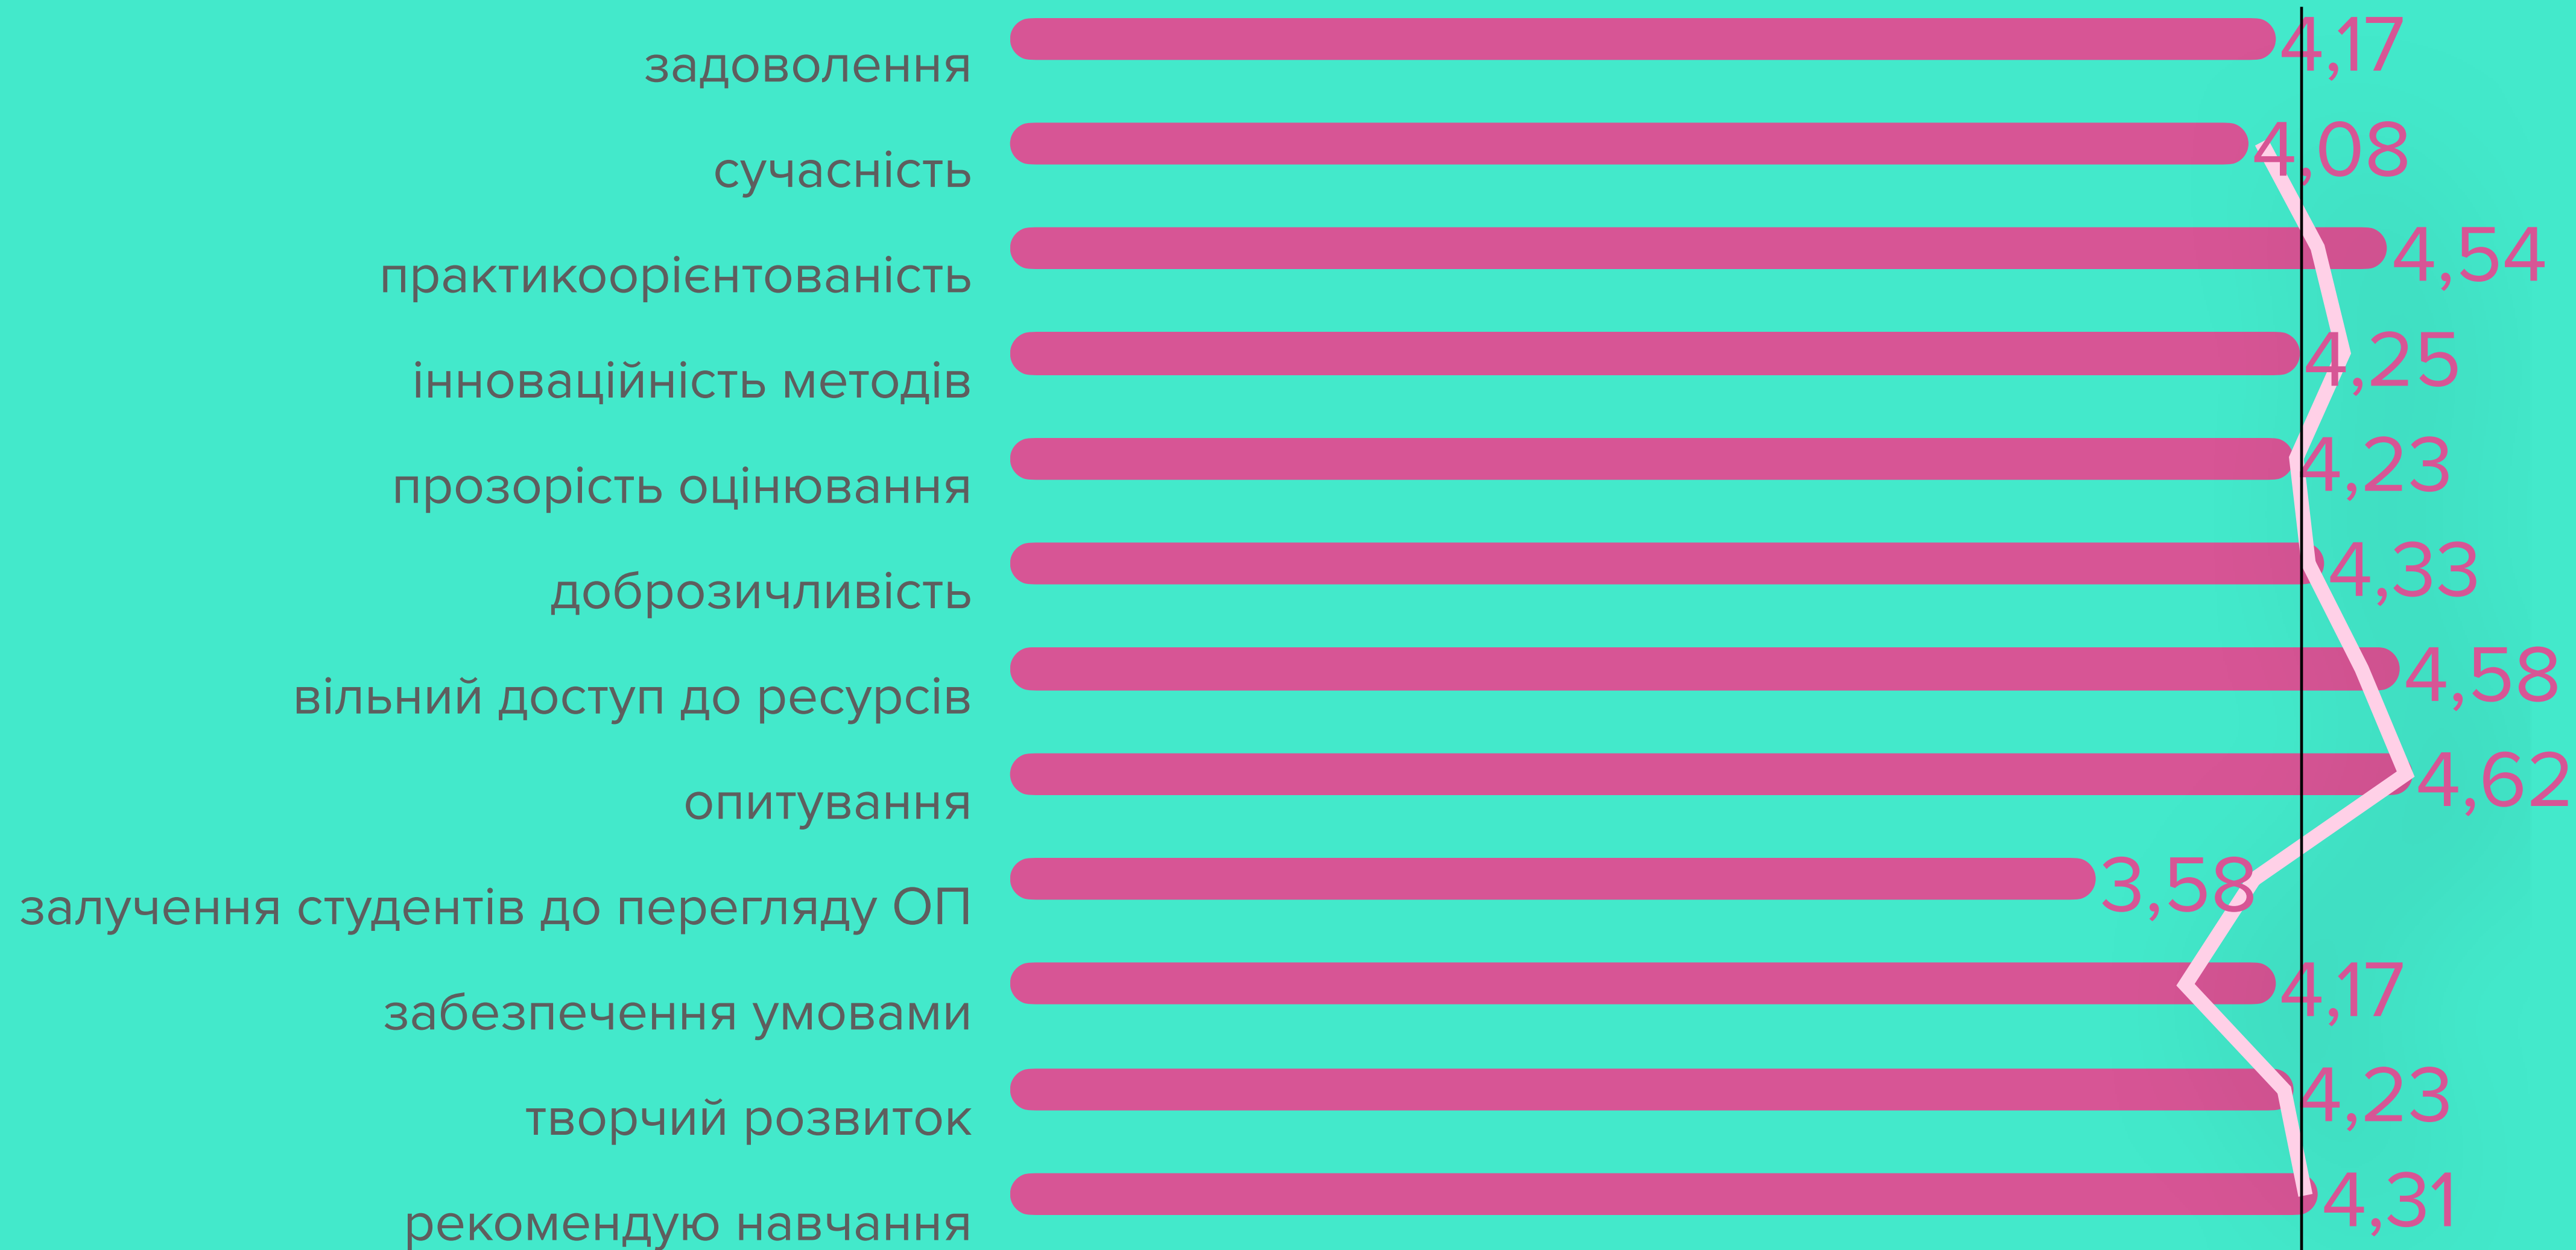 задоволення 4,17
сучасність 4,08
практикоорієнтованість 4,54
інноваційність методів 4,25
прозорість оцінювання 4,23
доброзичливість 4,33
вільний доступ до ресурсів 4,58
опитування 4,62
залучення студентів до перегляду ОП 3,58
забезпечення умовами 4,17
творчий розвиток 4,23
рекомендую навчання 4,31